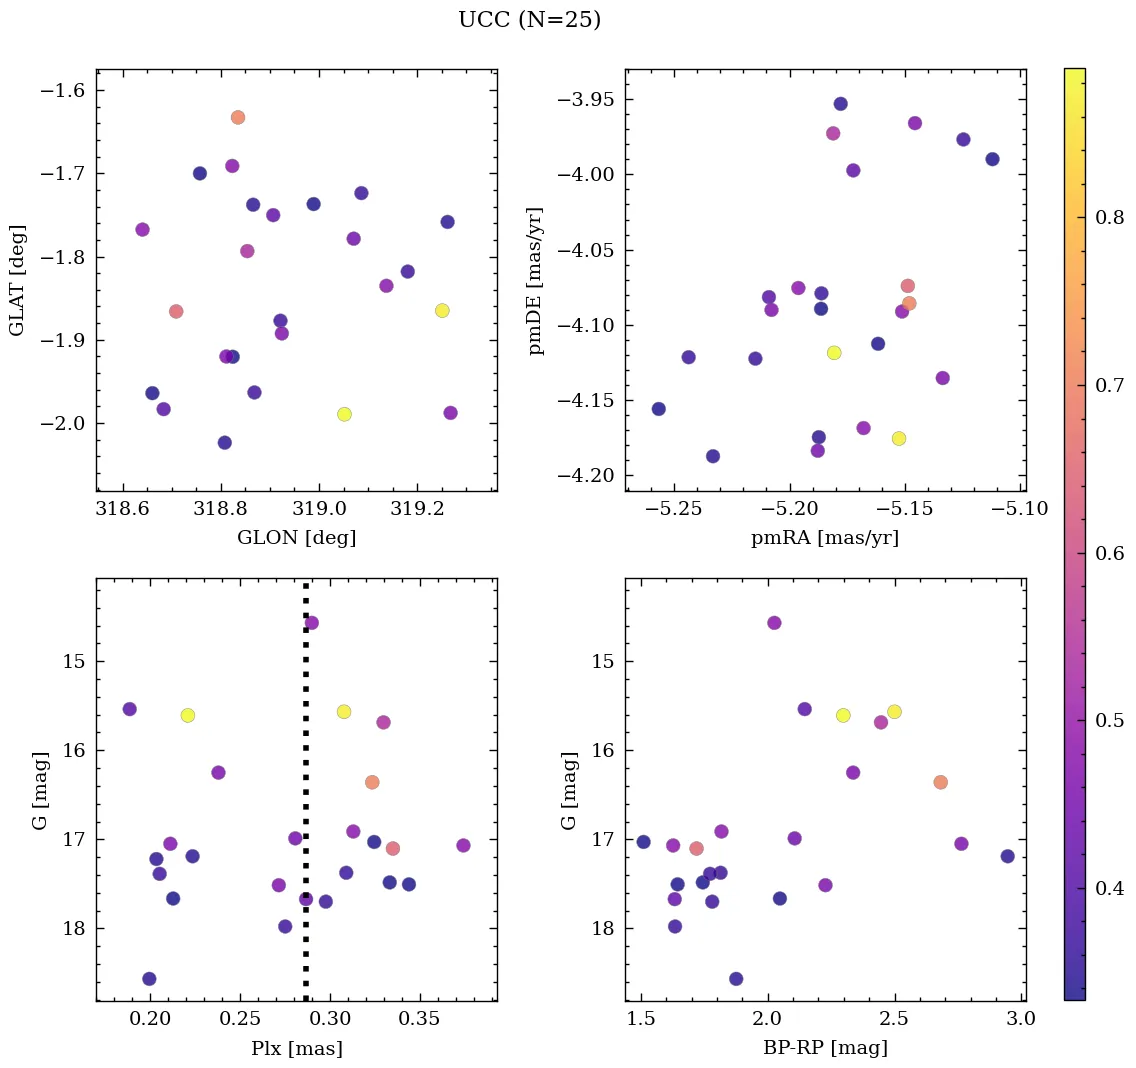 UCC (N=25)
−1.6
−1.7
−1.8
−1.9
−2.0
GLAT [deg]
318.6 318.8 319.0 319.2
GLON [deg]
−3.95
−4.00
−4.05
−4.10
−4.15
−4.20
pmDE [mas/yr]
−5.25 −5.20 −5.15 −5.10
pmRA [mas/yr]
15
16
17
18
G [mag]
0.20 0.25 0.30 0.35
Plx [mas]
15
16
17
18
G [mag]
1.5 2.0 2.5 3.0
BP-RP [mag]
0.8
0.7
0.6
0.5
0.4